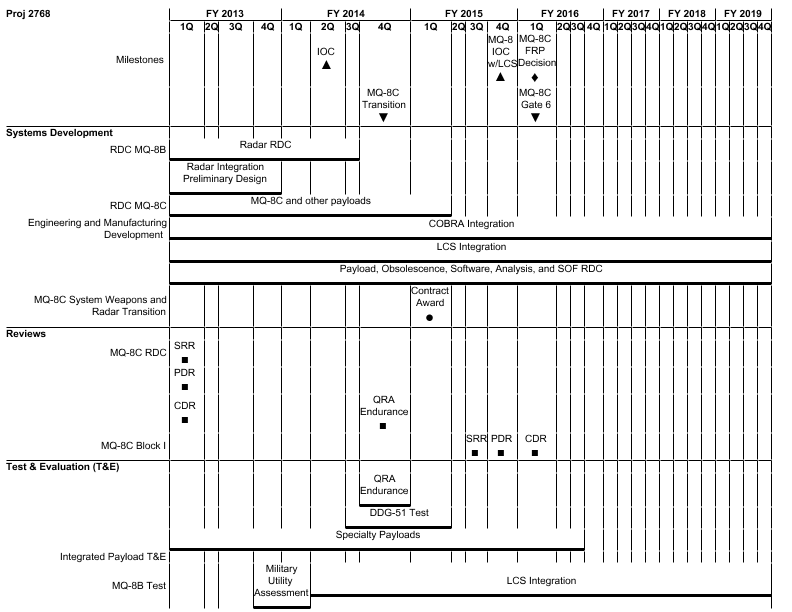 Proj 2768
FY 2013 FY 2014 FY 2015 FY 2016 FY 2017 FY 2018 FY 2019
1Q 2Q 3Q 4Q 1Q 2Q 3Q 4Q 1Q 2Q 3Q 4Q 1Q 2Q 3Q 4Q 1Q 2Q 3Q 4Q 1Q 2Q 3Q 4Q 1Q 2Q 3Q 4Q
Milestones
IOC
MQ-8
IOC
w/LCS
MQ-8C
FRP
Decision
MQ-8C
Transition
MQ-8C
Gate 6
Systems Development
RDC MQ-8B
Radar RDC
Radar Integration
Preliminary Design
RDC MQ-8C
MQ-8C and other payloads
Engineering and Manufacturing
Development
COBRA Integration
LCS Integration
Payload, Obsolescence, Software, Analysis, and SOF RDC
MQ-8C System Weapons and
Radar Transition
Contract
Award
Reviews
MQ-8C RDC
SRR
PDR
CDR
QRA
Endurance
MQ-8C Block I
SRR PDR CDR
Test & Evaluation (T&E)
QRA
Endurance
DDG-51 Test
Specialty Payloads
Integrated Payload T&E
MQ-8B Test
Military
Utility
Assessment
LCS Integration